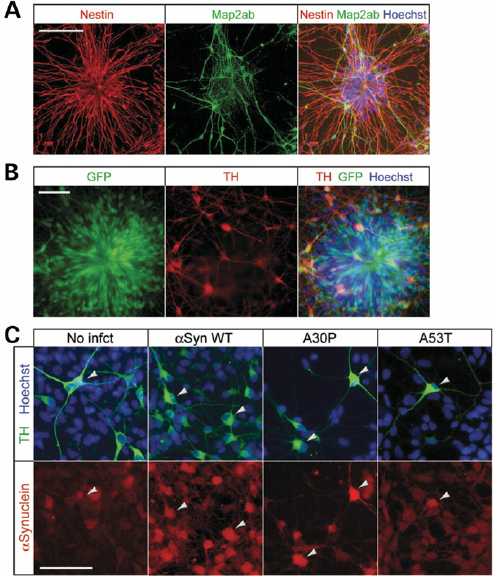 A
Nestin Map2ab Nestin Map2ab Hoechst
B
GFP TH TH GFP Hoechst
C
No infct αSyn WT A30P A53T
TH Hoechst
αSynuclein